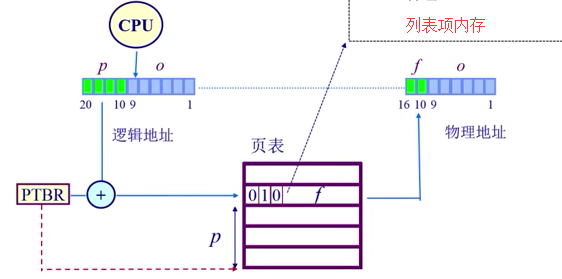 列表项内存
CPU
p o
f o
20 10 9 1
16 10 9 1
逻辑地址
物理地址
页表
PTBR
+
0 1 0 f
p